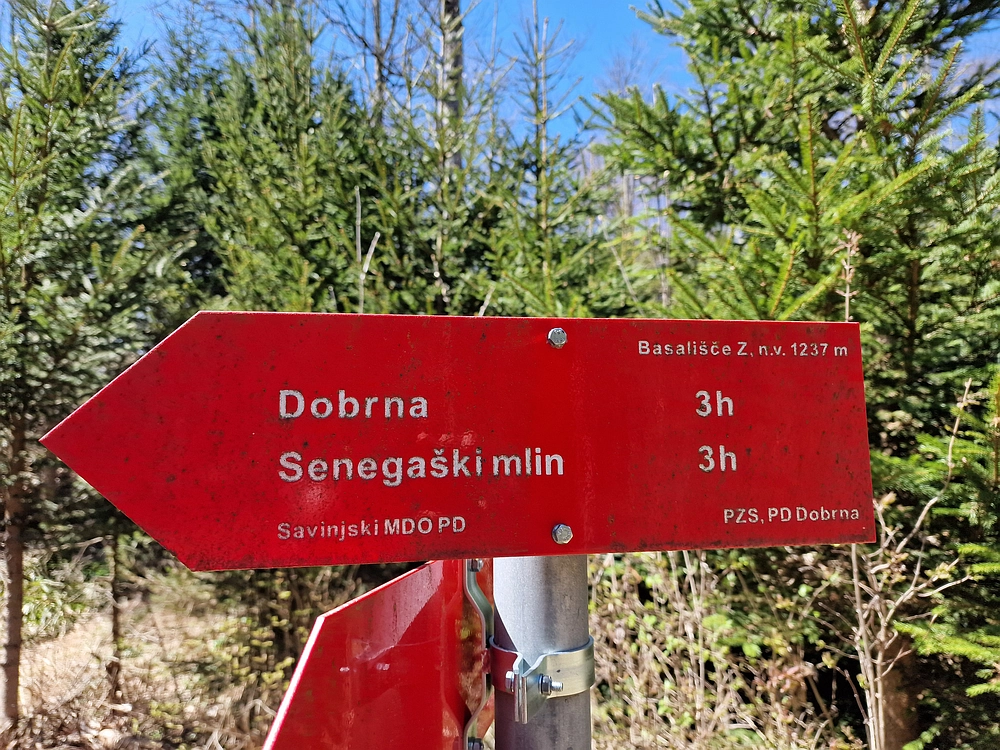 Basališče Z, n.v. 1237 m
Dobrna 3h
Senegaški mlin 3h
Savinjski MDO PD PZS, PD Dobrna